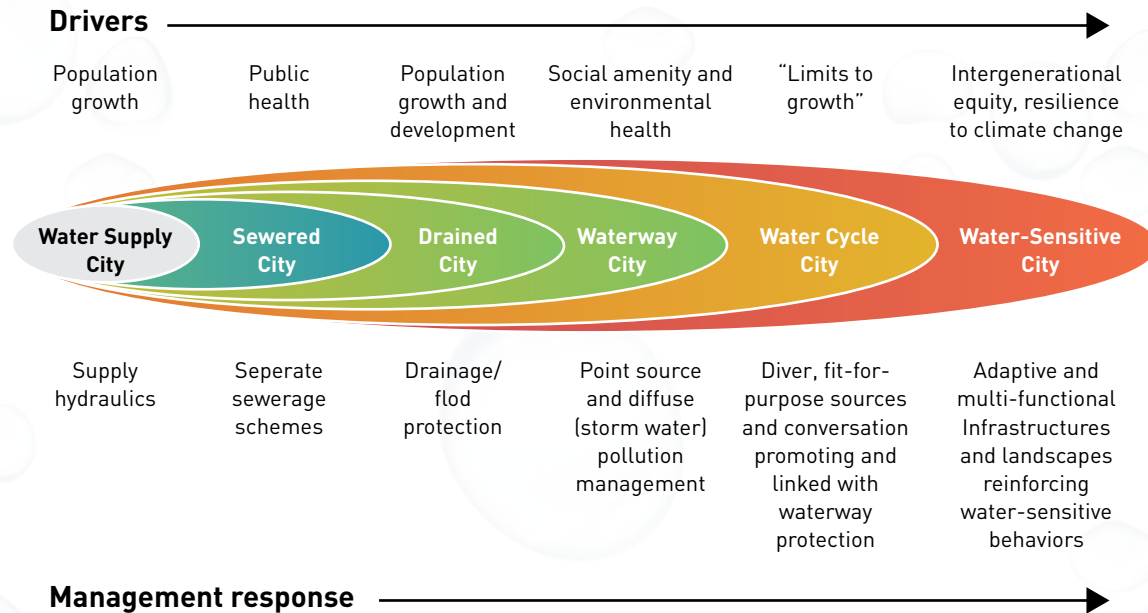 Drivers
Population
growth
Public
health
Population
growth and
development
Social amenity and
environmental
health
“Limits to
growth”
Intergenerational
equity, resilience
to climate change
Water Supply
City
Sewered
City
Drained
City
Waterway
City
Water Cycle
City
Water-Sensitive
City
Supply
hydraulics
Seperate
sewerage
schemes
Drainage/
flod
protection
Point source
and diffuse
(storm water)
pollution
management
Diver, fit-for-
purpose sources
and conversation
promoting and
linked with
waterway
protection
Adaptive and
multi-functional
Infrastructures
and landscapes
reinforcing
water-sensitive
behaviors
Management response